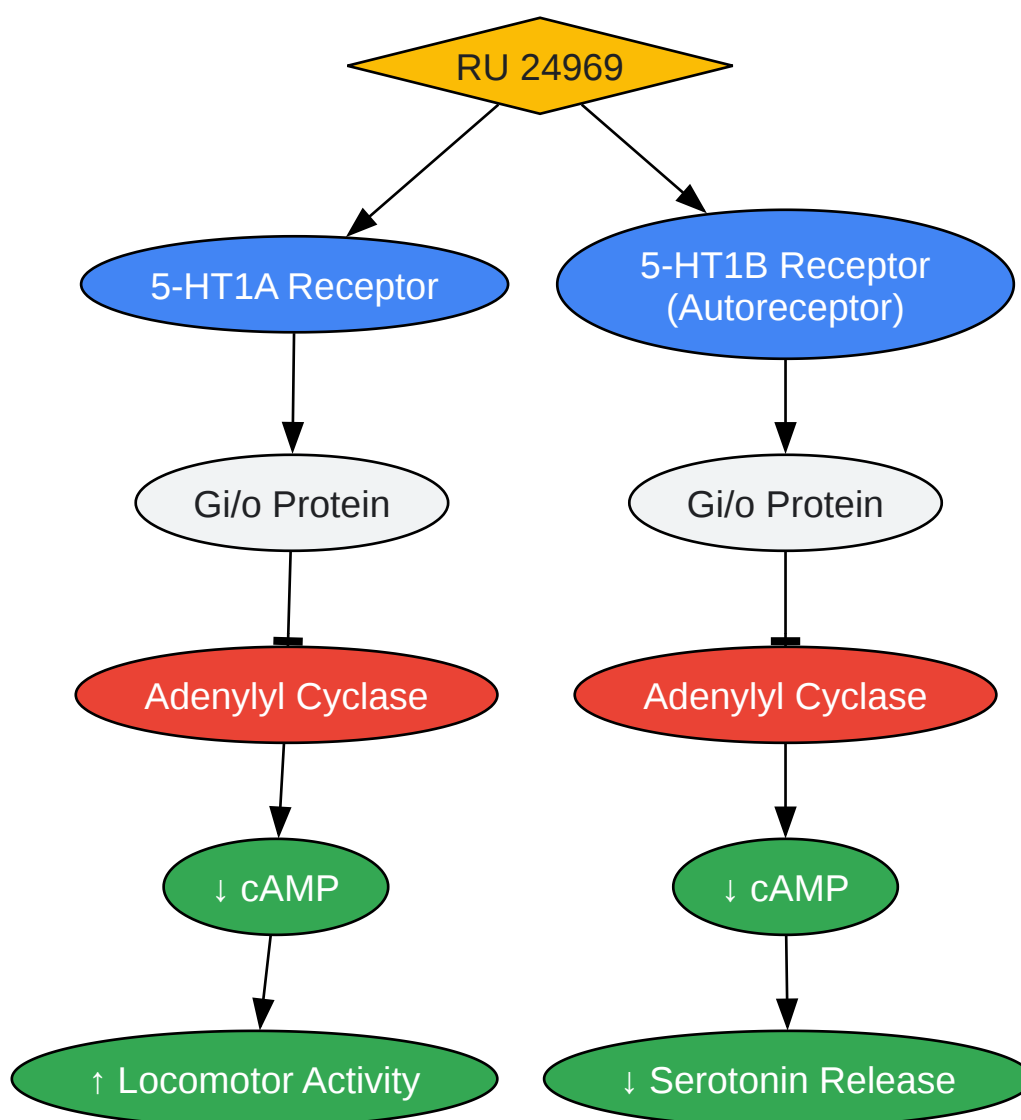 RU 24969
5-HT1A Receptor
5-HT1B Receptor
(Autoreceptor)
Gi/o Protein
Gi/o Protein
Adenylyl Cyclase
Adenylyl Cyclase
↓ cAMP
↓ cAMP
↑ Locomotor Activity
↓ Serotonin Release